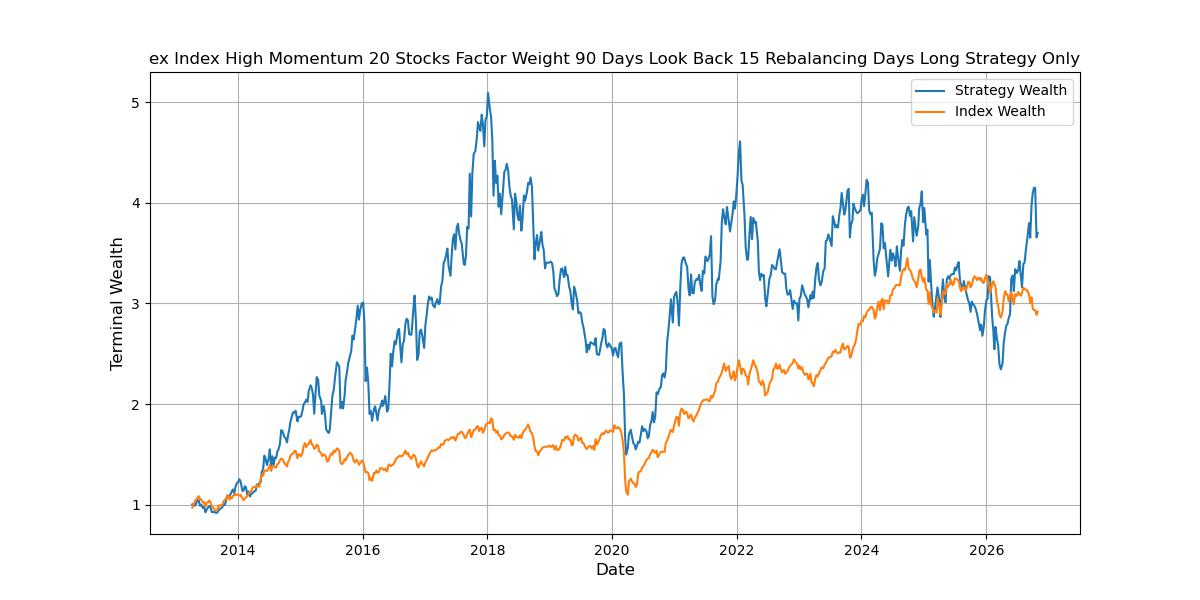 ex Index High Momentum 20 Stocks Factor Weight 90 Days Look Back 15 Rebalancing Days Long Strategy Only
Strategy Wealth
Index Wealth
5
4
3
2
1
Terminal Wealth
2014 2016 2018 2020 2022 2024 2026
Date